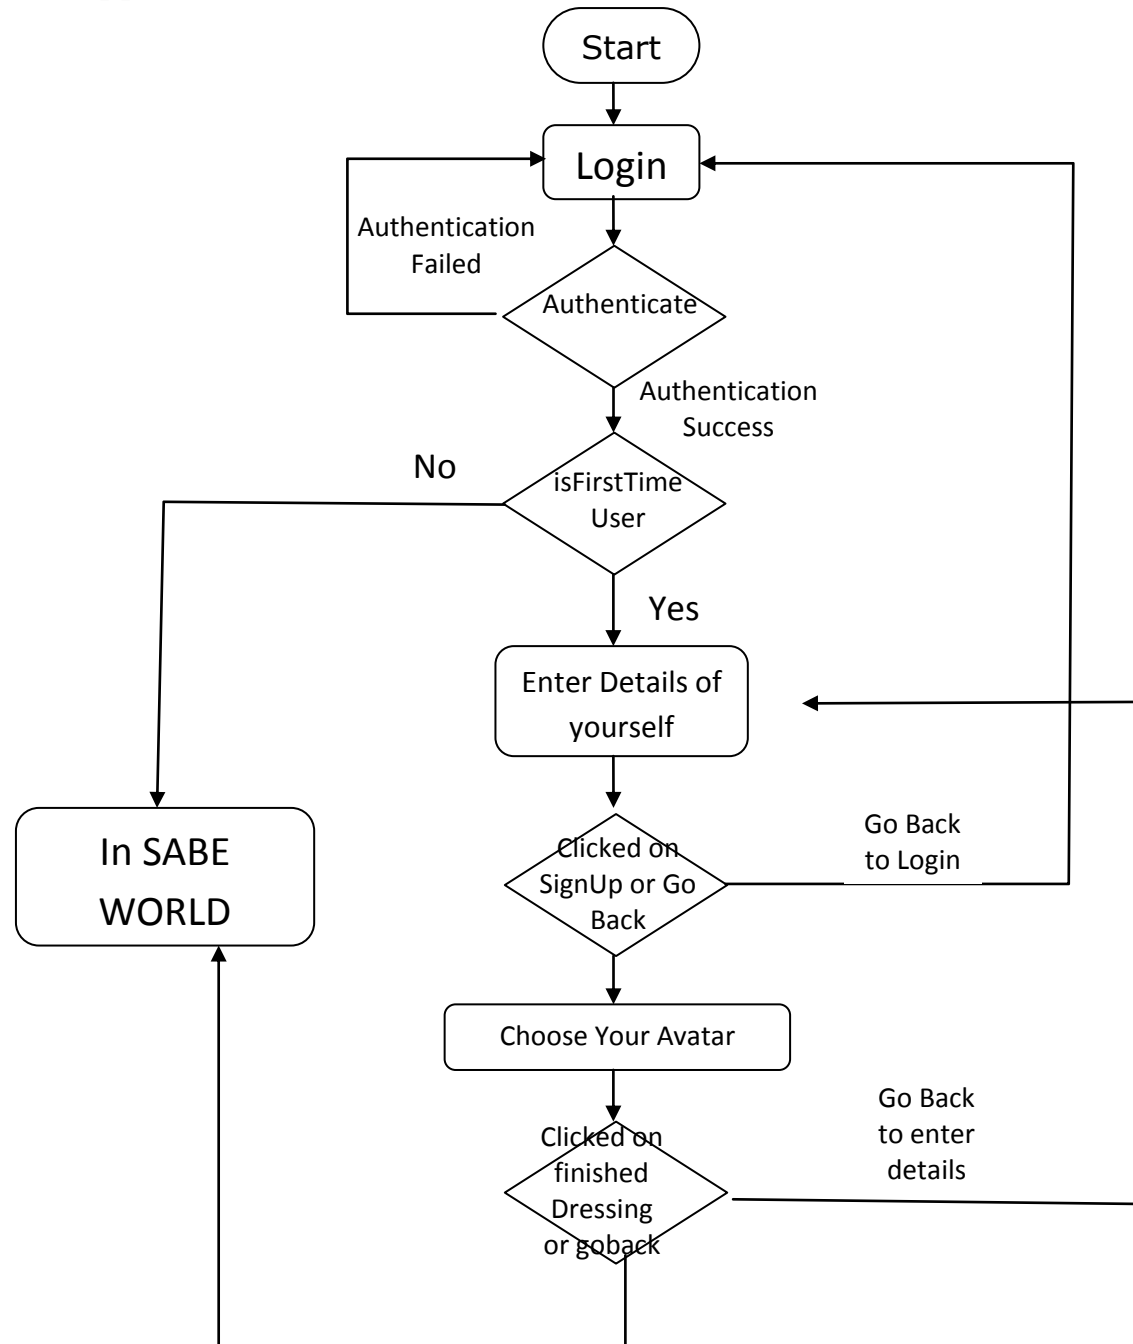 Start
Login
Authentication
Failed
Authenticate
Authentication
Success
No
isFirstTime
User
Yes
Enter Details of
yourself
In SABE
WORLD
Go Back
to Login
Clicked on
SignUp or Go
Back
Choose Your Avatar
Go Back
to enter
details
Clicked on
finished
Dressing
or goback